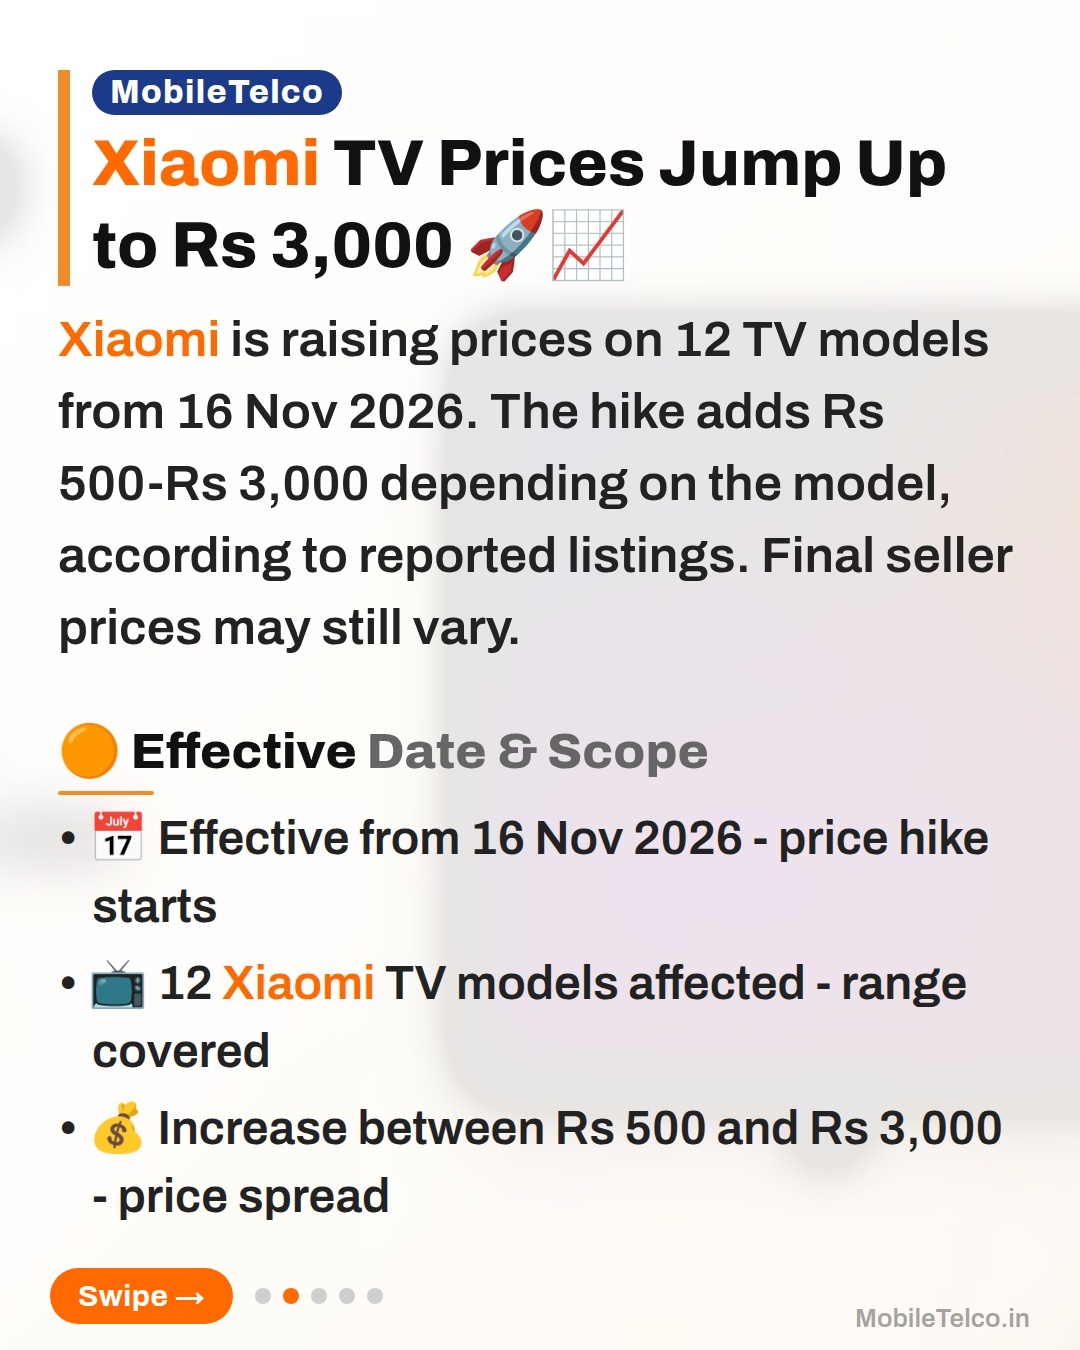 MobileTelco
Xiaomi TV Prices Jump Up
to Rs 3,000 🚀📈
Xiaomi is raising prices on 12 TV models
from 16 Nov 2026. The hike adds Rs
500-Rs 3,000 depending on the model,
according to reported listings. Final seller
prices may still vary.
🟠 Effective Date & Scope
• 📅 Effective from 16 Nov 2026 - price hike
starts
• 📺 12 Xiaomi TV models affected - range
covered
• 💰 Increase between Rs 500 and Rs 3,000
- price spread
Swipe →
MobileTelco.in